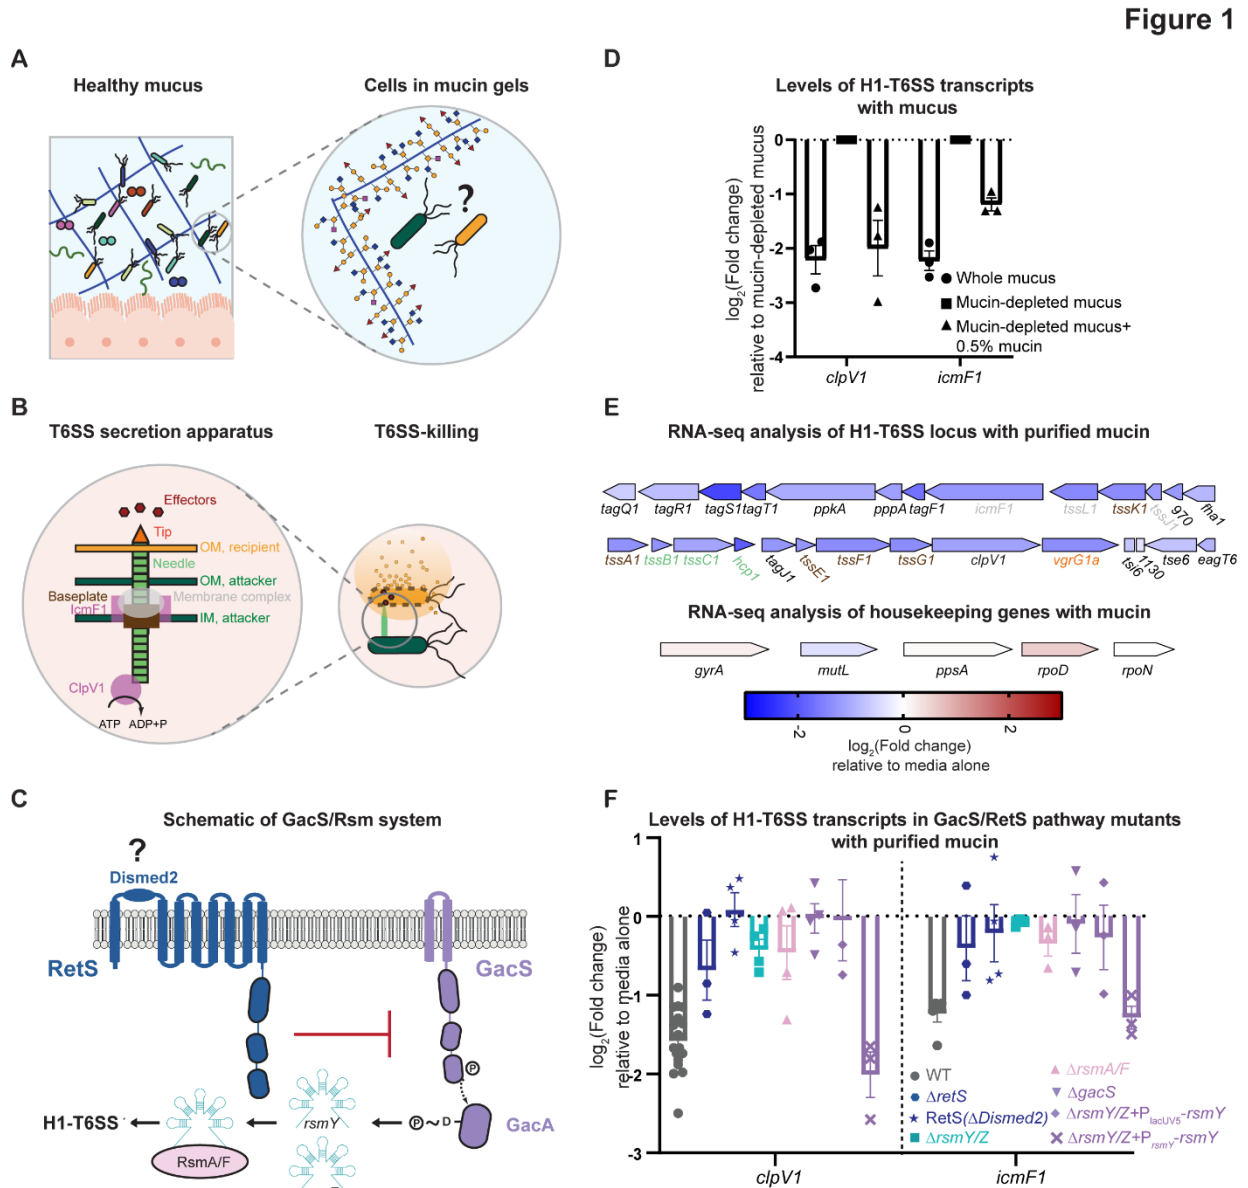 Figure 1
A
Healthy mucus
Cells in mucin gels
?
B
T6SS secretion apparatus
T6SS-killing
Effectors
Tip
OM, recipient
Needle
OM, attacker
Baseplate
Membrane complex
IcmF1
IM, attacker
ClpV1
ATP ADP+P
C
Schematic of GacS/Rsm system
?
Dismed2
RetS
GacS
P
H1-T6SS
rsmY
P~D
GacA
RsmA/F
D
Levels of H1-T6SS transcripts
with mucus
log2(Fold change)
relative to mucin-depleted mucus
0
-1
-2
-3
-4
Whole mucus
Mucin-depleted mucus
Mucin-depleted mucus+
0.5% mucin
clpV1 icmF1
E
RNA-seq analysis of H1-T6SS locus with purified mucin
tagQ1 tagR1 tagS1 tagT1 ppkA pppA tagF1 icmF1 tssL1 tssK1 tssJ1 970 fha1
tssA1 tssB1 tssC1 hcp1 tagJ1 tssE1 tssF1 tssG1 clpV1 vgrG1a tsi6 1130 tse6 eagT6
RNA-seq analysis of housekeeping genes with mucin
gyrA mutL ppsA rpoD rpoN
-2 0 2
log2(Fold change)
relative to media alone
F
Levels of H1-T6SS transcripts in GacS/RetS pathway mutants
with purified mucin
log2(Fold change)
relative to media alone
1
0
-1
-2
-3
WT
ΔretS
RetS(ΔDismed2)
ΔrsmY/Z
ΔrsmA/F
ΔgacS
ΔrsmY/Z+PlacUV5-rsmY
ΔrsmY/Z+PrsmY-rsmY
clpV1 icmF1